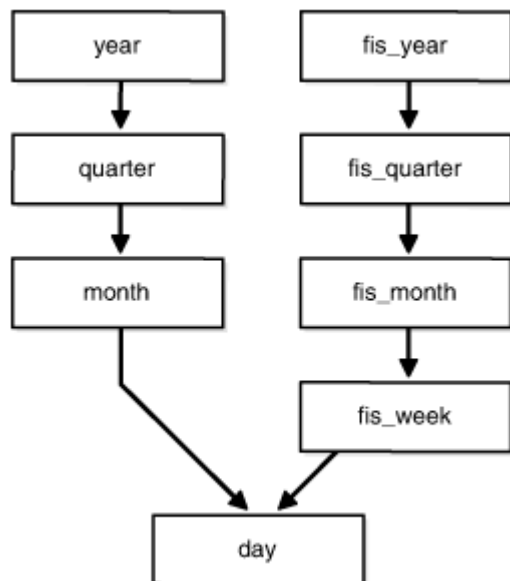 year
fis_year
quarter
fis_quarter
month
fis_month
fis_week
day